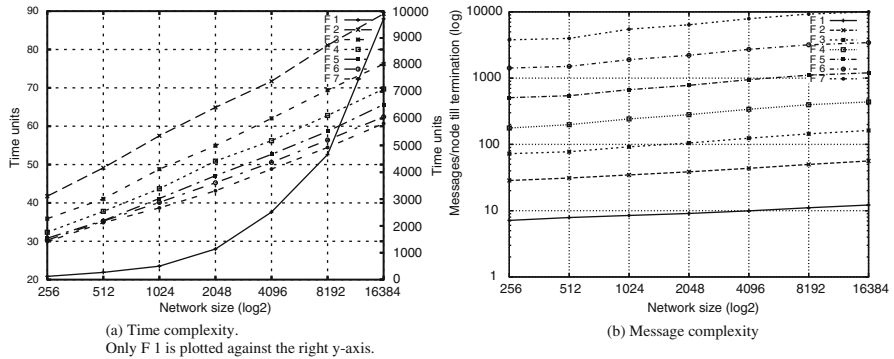 90
80
70
60
50
40
30
20
Time units
10000
9000
8000
7000
6000
5000
4000
3000
2000
1000
0
Time units
F 1
F 2
F 3
F 4
F 5
F 6
F 7
256 512 1024 2048 4096 8192 16384
Network size (log2)
(a) Time complexity.
Only F 1 is plotted against the right y-axis.
10000
1000
100
10
1
Messages/node till termination (log)
F 1
F 2
F 3
F 4
F 5
F 6
F 7
256 512 1024 2048 4096 8192 16384
Network size (log2)
(b) Message complexity